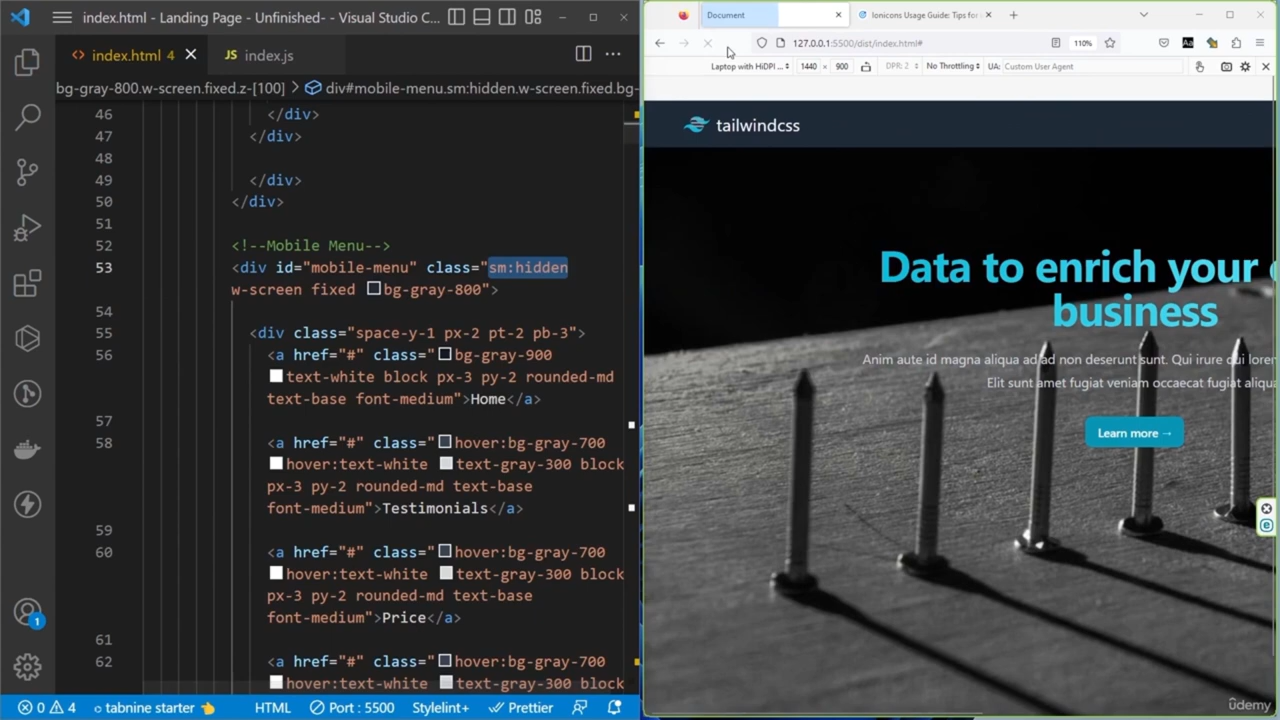 index.html - Landing Page - Unfinished- - Visual Studio C...
index.html 4
JS index.js
bg-gray-800.w-screen.fixed.z-[100] > div#mobile-menu.sm:hidden.w-screen.fixed.bg-
46 </div>
47 </div>
48
49 </div>
50 </div>
51
52 <!--Mobile Menu-->
53 <div id="mobile-menu" class="sm:hidden
w-screen fixed bg-gray-800">
54
55 <div class="space-y-1 px-2 pt-2 pb-3">
56 <a href="#" class="bg-gray-900
text-white block px-3 py-2 rounded-md
text-base font-medium">Home</a>
57
58 <a href="#" class="hover:bg-gray-700
hover:text-white text-gray-300 block
px-3 py-2 rounded-md text-base
font-medium">Testimonials</a>
59
60 <a href="#" class="hover:bg-gray-700
hover:text-white text-gray-300 block
px-3 py-2 rounded-md text-base
font-medium">Price</a>
61
62 <a href="#" class="hover:bg-gray-700
hover:text-white text-gray-300 block
1
0 4 tabnine starter HTML Port : 5500 Stylelint+ Prettier
Document
Ionicons Usage Guide: Tips for
127.0.0.1:5500/dist/index.html#
110%
Laptop with HiDPI ... 1440 × 900 DPR: 2 No Throttling UA: Custom User Agent
tailwindcss
Data to enrich your
business
Anim aute id magna aliqua ad ad non deserunt sunt. Qui irure qui lorem
Elit sunt amet fugiat veniam occaecat fugiat aliqua
Learn more →
ûdemy